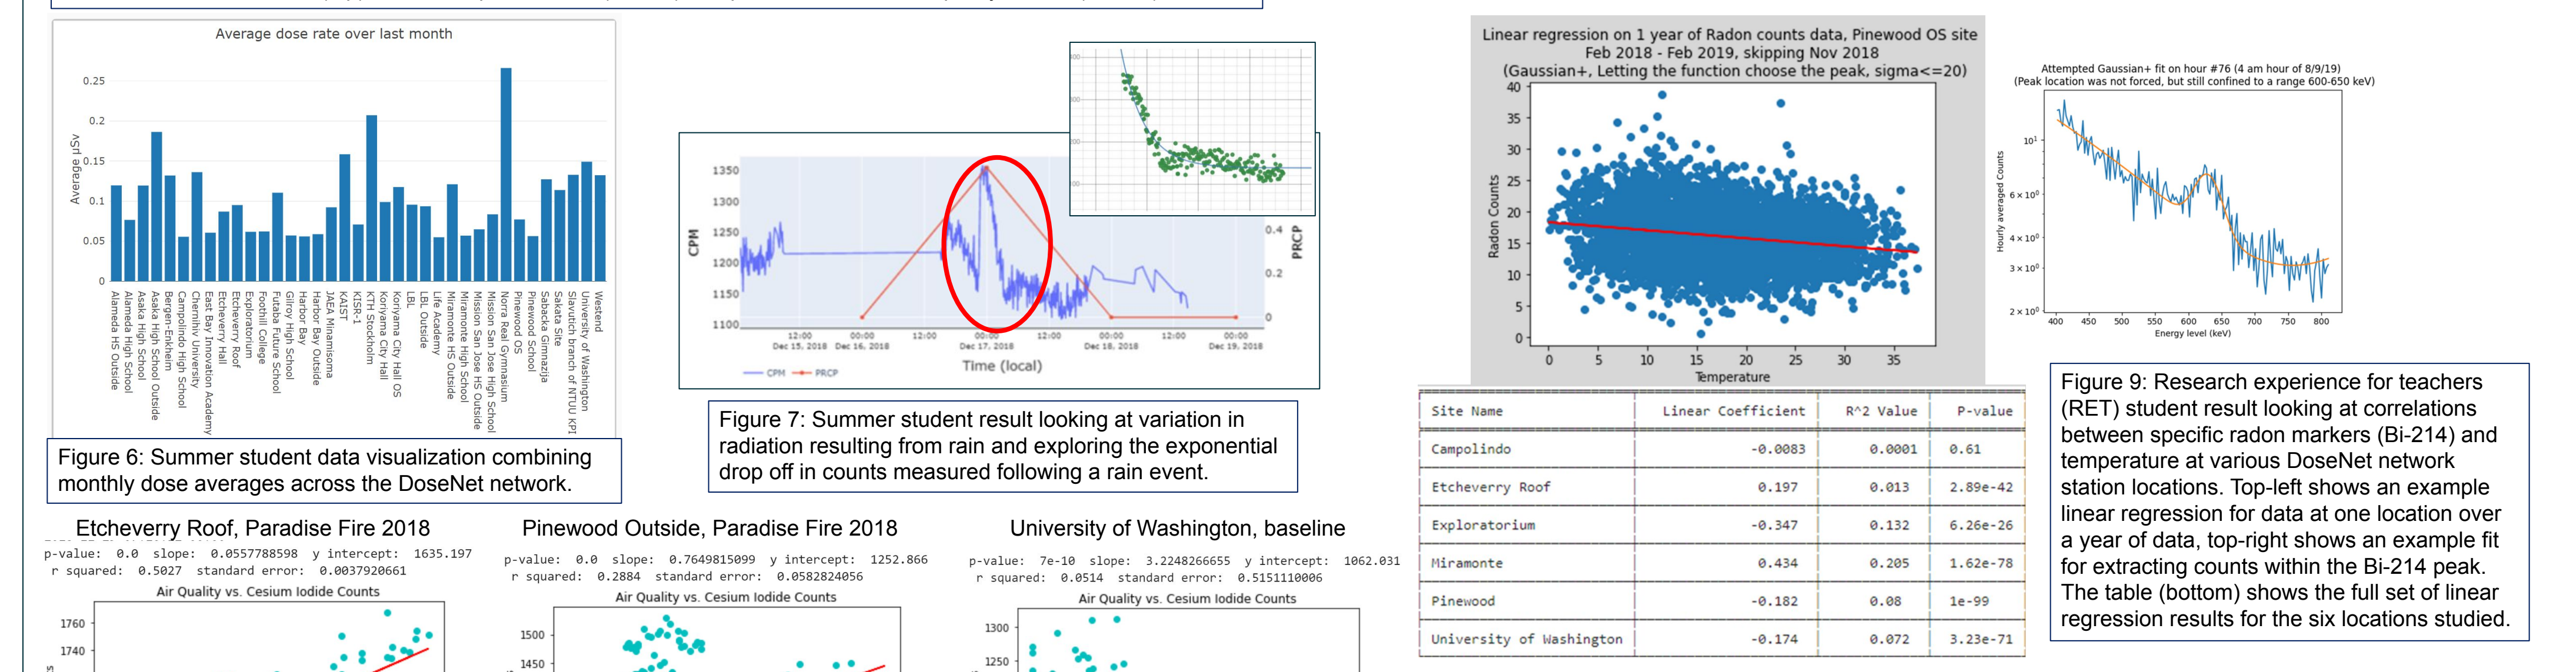 Average dose rate over last month
Average µSv
0.25
0.2
0.15
0.1
0.05
0
Alameda HS Outside
Alameda High School
Asaka High School
Asaka High School Outside
Bergen-Enkheim
Campolindo High School
Chernihiv University
East Bay Innovation Academy
Etcheverry Hall
Etcheverry Roof
Exploratorium
Foothill College
Futaba Future School
Gilroy High School
Harbor Bay
Harbor Bay Outside
JAEA Minamisoma
KAIST
KISR-1
KTH Stockholm
Koriyama City Hall
Koriyama City Hall OS
LBL
LBL Outside
Life Academy
Miramonte HS Outside
Miramonte High School
Mission San Jose HS Outside
Mission San Jose High School
Norra Real Gymnasium
Pinewood OS
Pinewood School
Sabacka Gimnazija
Sakata Site
Slavutich branch of NTUU KPI
University of Washington
Westend
Figure 6: Summer student data visualization combining
monthly dose averages across the DoseNet network.
CPM
1350
1300
1250
1200
1150
1100
0.4
0.2
0
PRCP
12:00 00:00 12:00 00:00 12:00 00:00 12:00 00:00
Dec 15, 2018 Dec 16, 2018 Dec 17, 2018 Dec 18, 2018 Dec 19, 2018
Time (local)
CPM PRCP
Figure 7: Summer student result looking at variation in
radiation resulting from rain and exploring the exponential
drop off in counts measured following a rain event.
Linear regression on 1 year of Radon counts data, Pinewood OS site
Feb 2018 - Feb 2019, skipping Nov 2018
(Gaussian+, Letting the function choose the peak, sigma<=20)
Radon Counts
40
35
30
25
20
15
10
5
0
0 5 10 15 20 25 30 35
Temperature
Attempted Gaussian+ fit on hour #76 (4 am hour of 8/9/19)
(Peak location was not forced, but still confined to a range 600-650 keV)
Hourly averaged Counts
10¹
6 × 10⁰
4 × 10⁰
3 × 10⁰
2 × 10⁰
400 450 500 550 600 650 700 750 800
Energy level (keV)
Site Name Linear Coefficient R^2 Value P-value
Campolindo -0.0083 0.0001 0.61
Etcheverry Roof 0.197 0.013 2.89e-42
Exploratorium -0.347 0.132 6.26e-26
Miramonte 0.434 0.205 1.62e-78
Pinewood -0.182 0.08 1e-99
University of Washington -0.174 0.072 3.23e-71
Figure 9: Research experience for teachers
(RET) student result looking at correlations
between specific radon markers (Bi-214) and
temperature at various DoseNet network
station locations. Top-left shows an example
linear regression for data at one location over
a year of data, top-right shows an example fit
for extracting counts within the Bi-214 peak.
The table (bottom) shows the full set of linear
regression results for the six locations studied.
Etcheverry Roof, Paradise Fire 2018
p-value: 0.0 slope: 0.0557788598 y intercept: 1635.197
r squared: 0.5027 standard error: 0.0037920661
Air Quality vs. Cesium Iodide Counts
1760
1740
Pinewood Outside, Paradise Fire 2018
p-value: 0.0 slope: 0.7649815099 y intercept: 1252.866
r squared: 0.2884 standard error: 0.0582824056
Air Quality vs. Cesium Iodide Counts
1500
1450
University of Washington, baseline
p-value: 7e-10 slope: 3.2248266655 y intercept: 1062.031
r squared: 0.0514 standard error: 0.5151110006
Air Quality vs. Cesium Iodide Counts
1300
1250